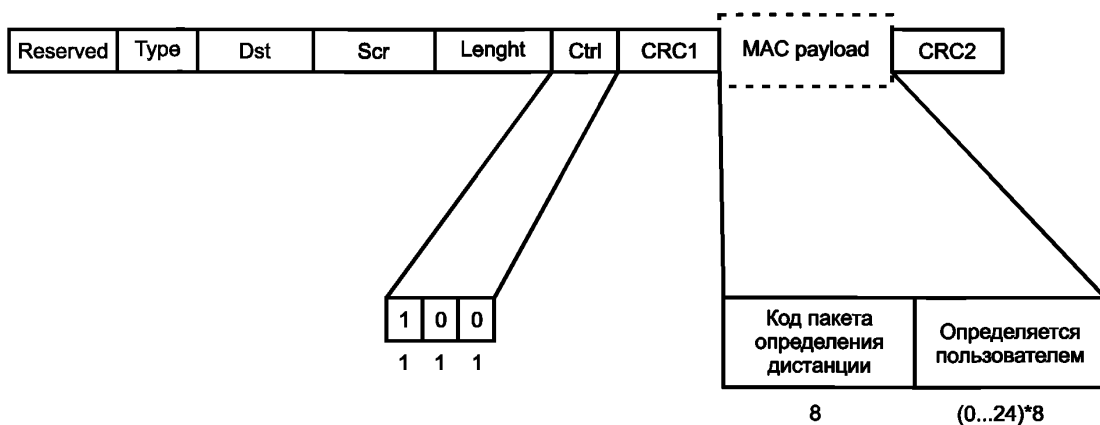 Reserved Type Dst Scr Lenght Ctrl CRC1 MAC payload CRC2
1 0 0
1 1 1
Код пакета
определения
дистанции
Определяется
пользователем
8
(0...24)*8